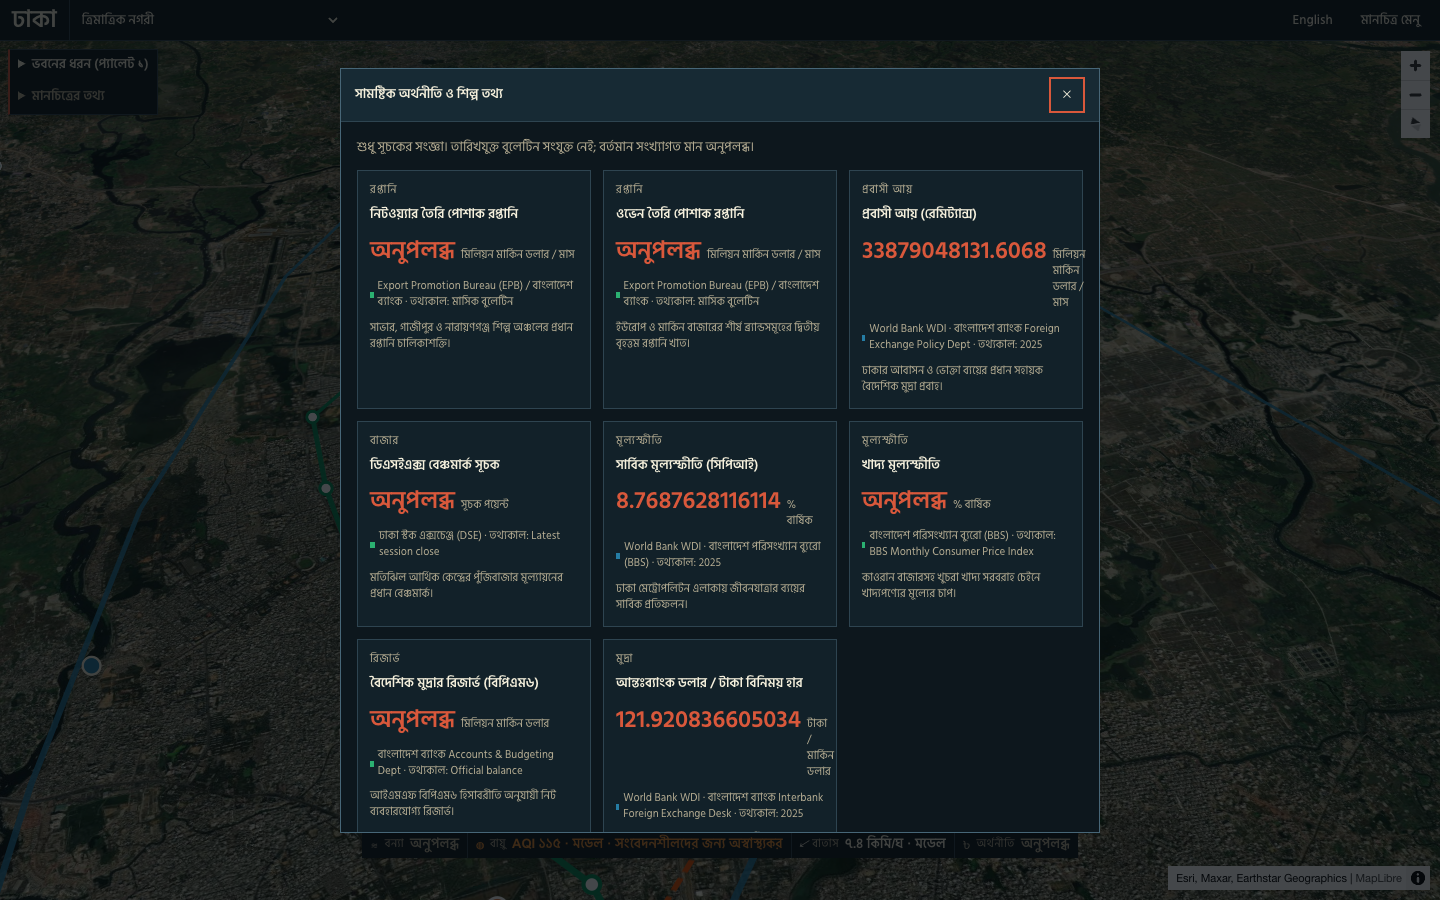 ঢাকা
ত্রিমাত্রিক নগরী
English
মানচিত্র মেনু
▶ ভবনের ধরন (প্যালেট ১)
▶ মানচিত্রের তথ্য
সামষ্টিক অর্থনীতি ও শিল্প তথ্য
×
শুধু সূচকের সংজ্ঞা। তারিখযুক্ত বুলেটিন সংযুক্ত নেই; বর্তমান সংখ্যাগত মান অনুপলব্ধ।
রপ্তানি
নিটওয়্যার তৈরি পোশাক রপ্তানি
অনুপলব্ধ মিলিয়ন মার্কিন ডলার / মাস
Export Promotion Bureau (EPB) / বাংলাদেশ
ব্যাংক · তথ্যকাল: মাসিক বুলেটিন
সাভার, গাজীপুর ও নারায়ণগঞ্জ শিল্প অঞ্চলের প্রধান
রপ্তানি চালিকাশক্তি।
রপ্তানি
ওভেন তৈরি পোশাক রপ্তানি
অনুপলব্ধ মিলিয়ন মার্কিন ডলার / মাস
Export Promotion Bureau (EPB) / বাংলাদেশ
ব্যাংক · তথ্যকাল: মাসিক বুলেটিন
ইউরোপ ও মার্কিন বাজারের শীর্ষ ব্র্যান্ডসমূহের দ্বিতীয়
বৃহত্তম রপ্তানি খাত।
প্রবাসী আয়
প্রবাসী আয় (রেমিট্যান্স)
33879048131.6068 মিলিয়ন
মার্কিন
ডলার /
মাস
World Bank WDI · বাংলাদেশ ব্যাংক Foreign
Exchange Policy Dept · তথ্যকাল: 2025
ঢাকার আবাসন ও ভোক্তা ব্যয়ের প্রধান সহায়ক
বৈদেশিক মুদ্রা প্রবাহ।
বাজার
ডিএসইএক্স বেঞ্চমার্ক সূচক
অনুপলব্ধ সূচক পয়েন্ট
ঢাকা স্টক এক্সচেঞ্জ (DSE) · তথ্যকাল: Latest
session close
মতিঝিল আর্থিক কেন্দ্রের পুঁজিবাজার মূল্যায়নের
প্রধান বেঞ্চমার্ক।
মূল্যস্ফীতি
সার্বিক মূল্যস্ফীতি (সিপিআই)
8.7687628116114 %
বার্ষিক
World Bank WDI · বাংলাদেশ পরিসংখ্যান ব্যুরো
(BBS) · তথ্যকাল: 2025
ঢাকা মেট্রোপলিটন এলাকায় জীবনযাত্রার ব্যয়ের
সার্বিক প্রতিফলন।
মূল্যস্ফীতি
খাদ্য মূল্যস্ফীতি
অনুপলব্ধ % বার্ষিক
বাংলাদেশ পরিসংখ্যান ব্যুরো (BBS) · তথ্যকাল:
BBS Monthly Consumer Price Index
কাওরান বাজারসহ খুচরা খাদ্য সরবরাহ চেইনে
খাদ্যপণ্যের মূল্যের চাপ।
রিজার্ভ
বৈদেশিক মুদ্রার রিজার্ভ (বিপিএম৬)
অনুপলব্ধ মিলিয়ন মার্কিন ডলার
বাংলাদেশ ব্যাংক Accounts & Budgeting
Dept · তথ্যকাল: Official balance
আইএমএফ বিপিএম৬ হিসাবরীতি অনুযায়ী নিট
ব্যবহারযোগ্য রিজার্ভ।
মুদ্রা
আন্তঃব্যাংক ডলার / টাকা বিনিময় হার
121.920836605034 টাকা
/
মার্কিন
ডলার
World Bank WDI · বাংলাদেশ ব্যাংক Interbank
Foreign Exchange Desk · তথ্যকাল: 2025
বন্যা অনুপলব্ধ
বায়ু AQI ১১৫ · মডেল · সংবেদনশীলদের জন্য অস্বাস্থ্যকর
বাতাস ৭.৪ কিমি/ঘ · মডেল
৳ অর্থনীতি অনুপলব্ধ
Esri, Maxar, Earthstar Geographics | MapLibre